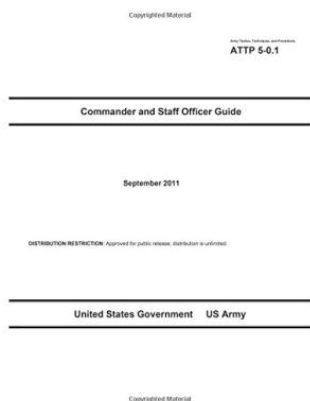 Copyrighted Material
Army Tactics, Techniques, and Procedures
ATTP 5-0.1
Commander and Staff Officer Guide
September 2011
DISTRIBUTION RESTRICTION: Approved for public release; distribution is unlimited.
United States Government US Army
Copyrighted Material